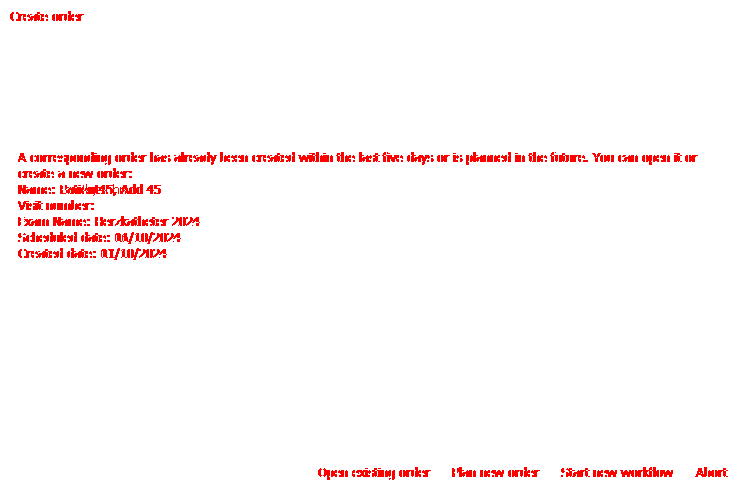 Create order
A corresponding order has already been created within the last five days or is planned in the future. You can open it or
create a new order:
Name: Add 45
Visit number:
Exam Name: Herzkatheter 2024
Scheduled date: 04/10/2024
Created date: 01/10/2024
Open existing order Plan new order Start new workflow Abort